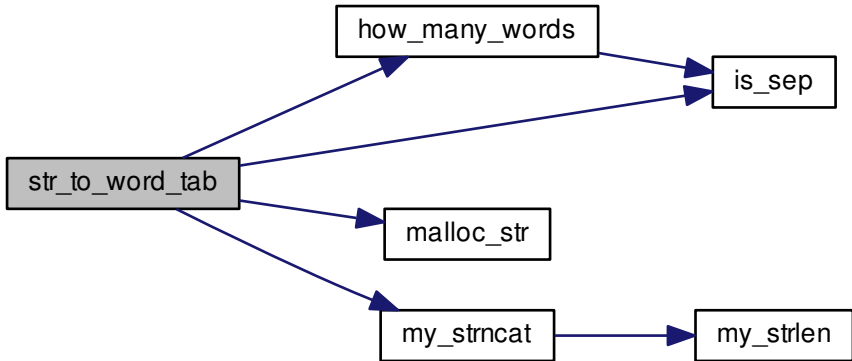 how_many_words
is_sep
str_to_word_tab
malloc_str
my_strncat
my_strlen